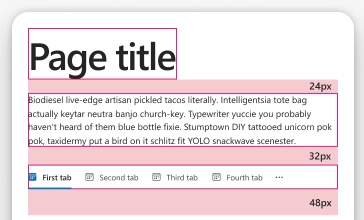 Page title
24px
Biodiesel live-edge artisan pickled tacos literally. Intelligentsia tote bag
actually keytar neutra banjo church-key. Typewriter yuccie you probably
haven't heard of them blue bottle fixie. Stumptown DIY tattooed unicorn pok
pok, taxidermy put a bird on it schlitz fit YOLO snackwave scenester.
32px
First tab Second tab Third tab Fourth tab ...
48px